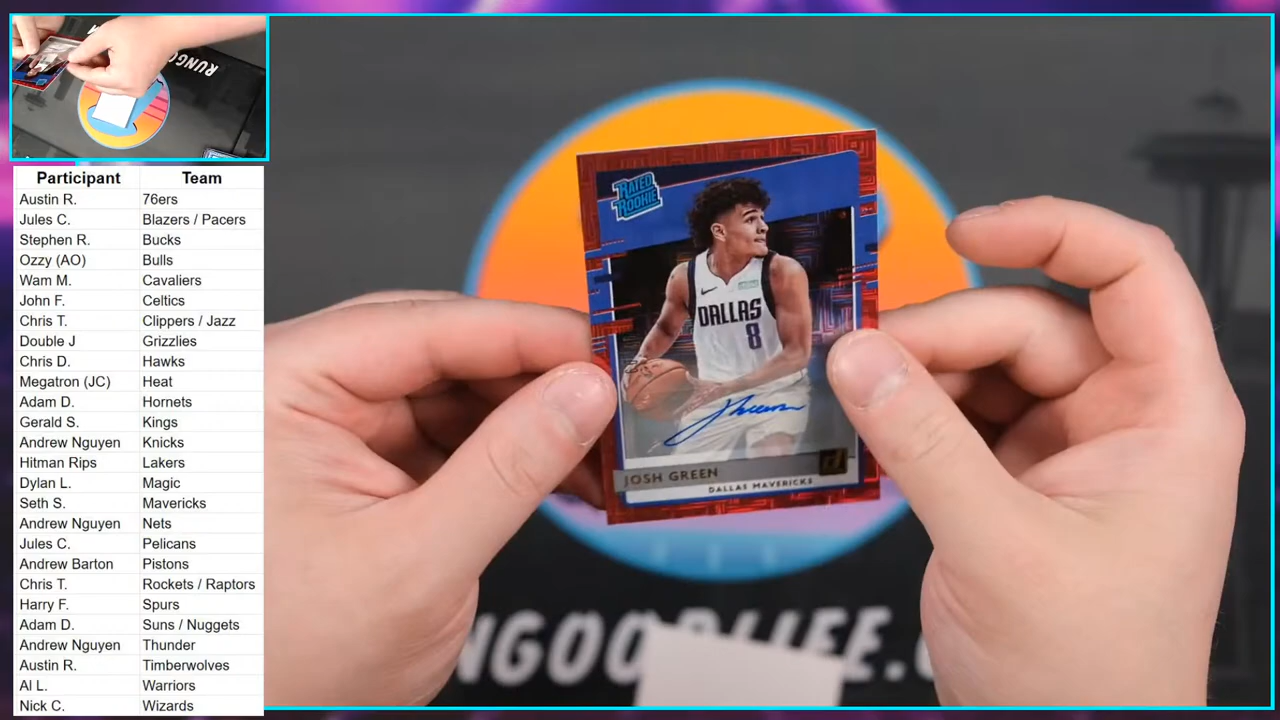 RUNGOO
Participant Team
Austin R. 76ers
Jules C. Blazers / Pacers
Stephen R. Bucks
Ozzy (AO) Bulls
Wam M. Cavaliers
John F. Celtics
Chris T. Clippers / Jazz
Double J Grizzlies
Chris D. Hawks
Megatron (JC) Heat
Adam D. Hornets
Gerald S. Kings
Andrew Nguyen Knicks
Hitman Rips Lakers
Dylan L. Magic
Seth S. Mavericks
Andrew Nguyen Nets
Jules C. Pelicans
Andrew Barton Pistons
Chris T. Rockets / Raptors
Harry F. Spurs
Adam D. Suns / Nuggets
Andrew Nguyen Thunder
Austin R. Timberwolves
Al L. Warriors
Nick C. Wizards
RATED
ROOKIE
DALLAS
8
JOSH GREEN
DALLAS MAVERICKS
NGOODLIFE.C